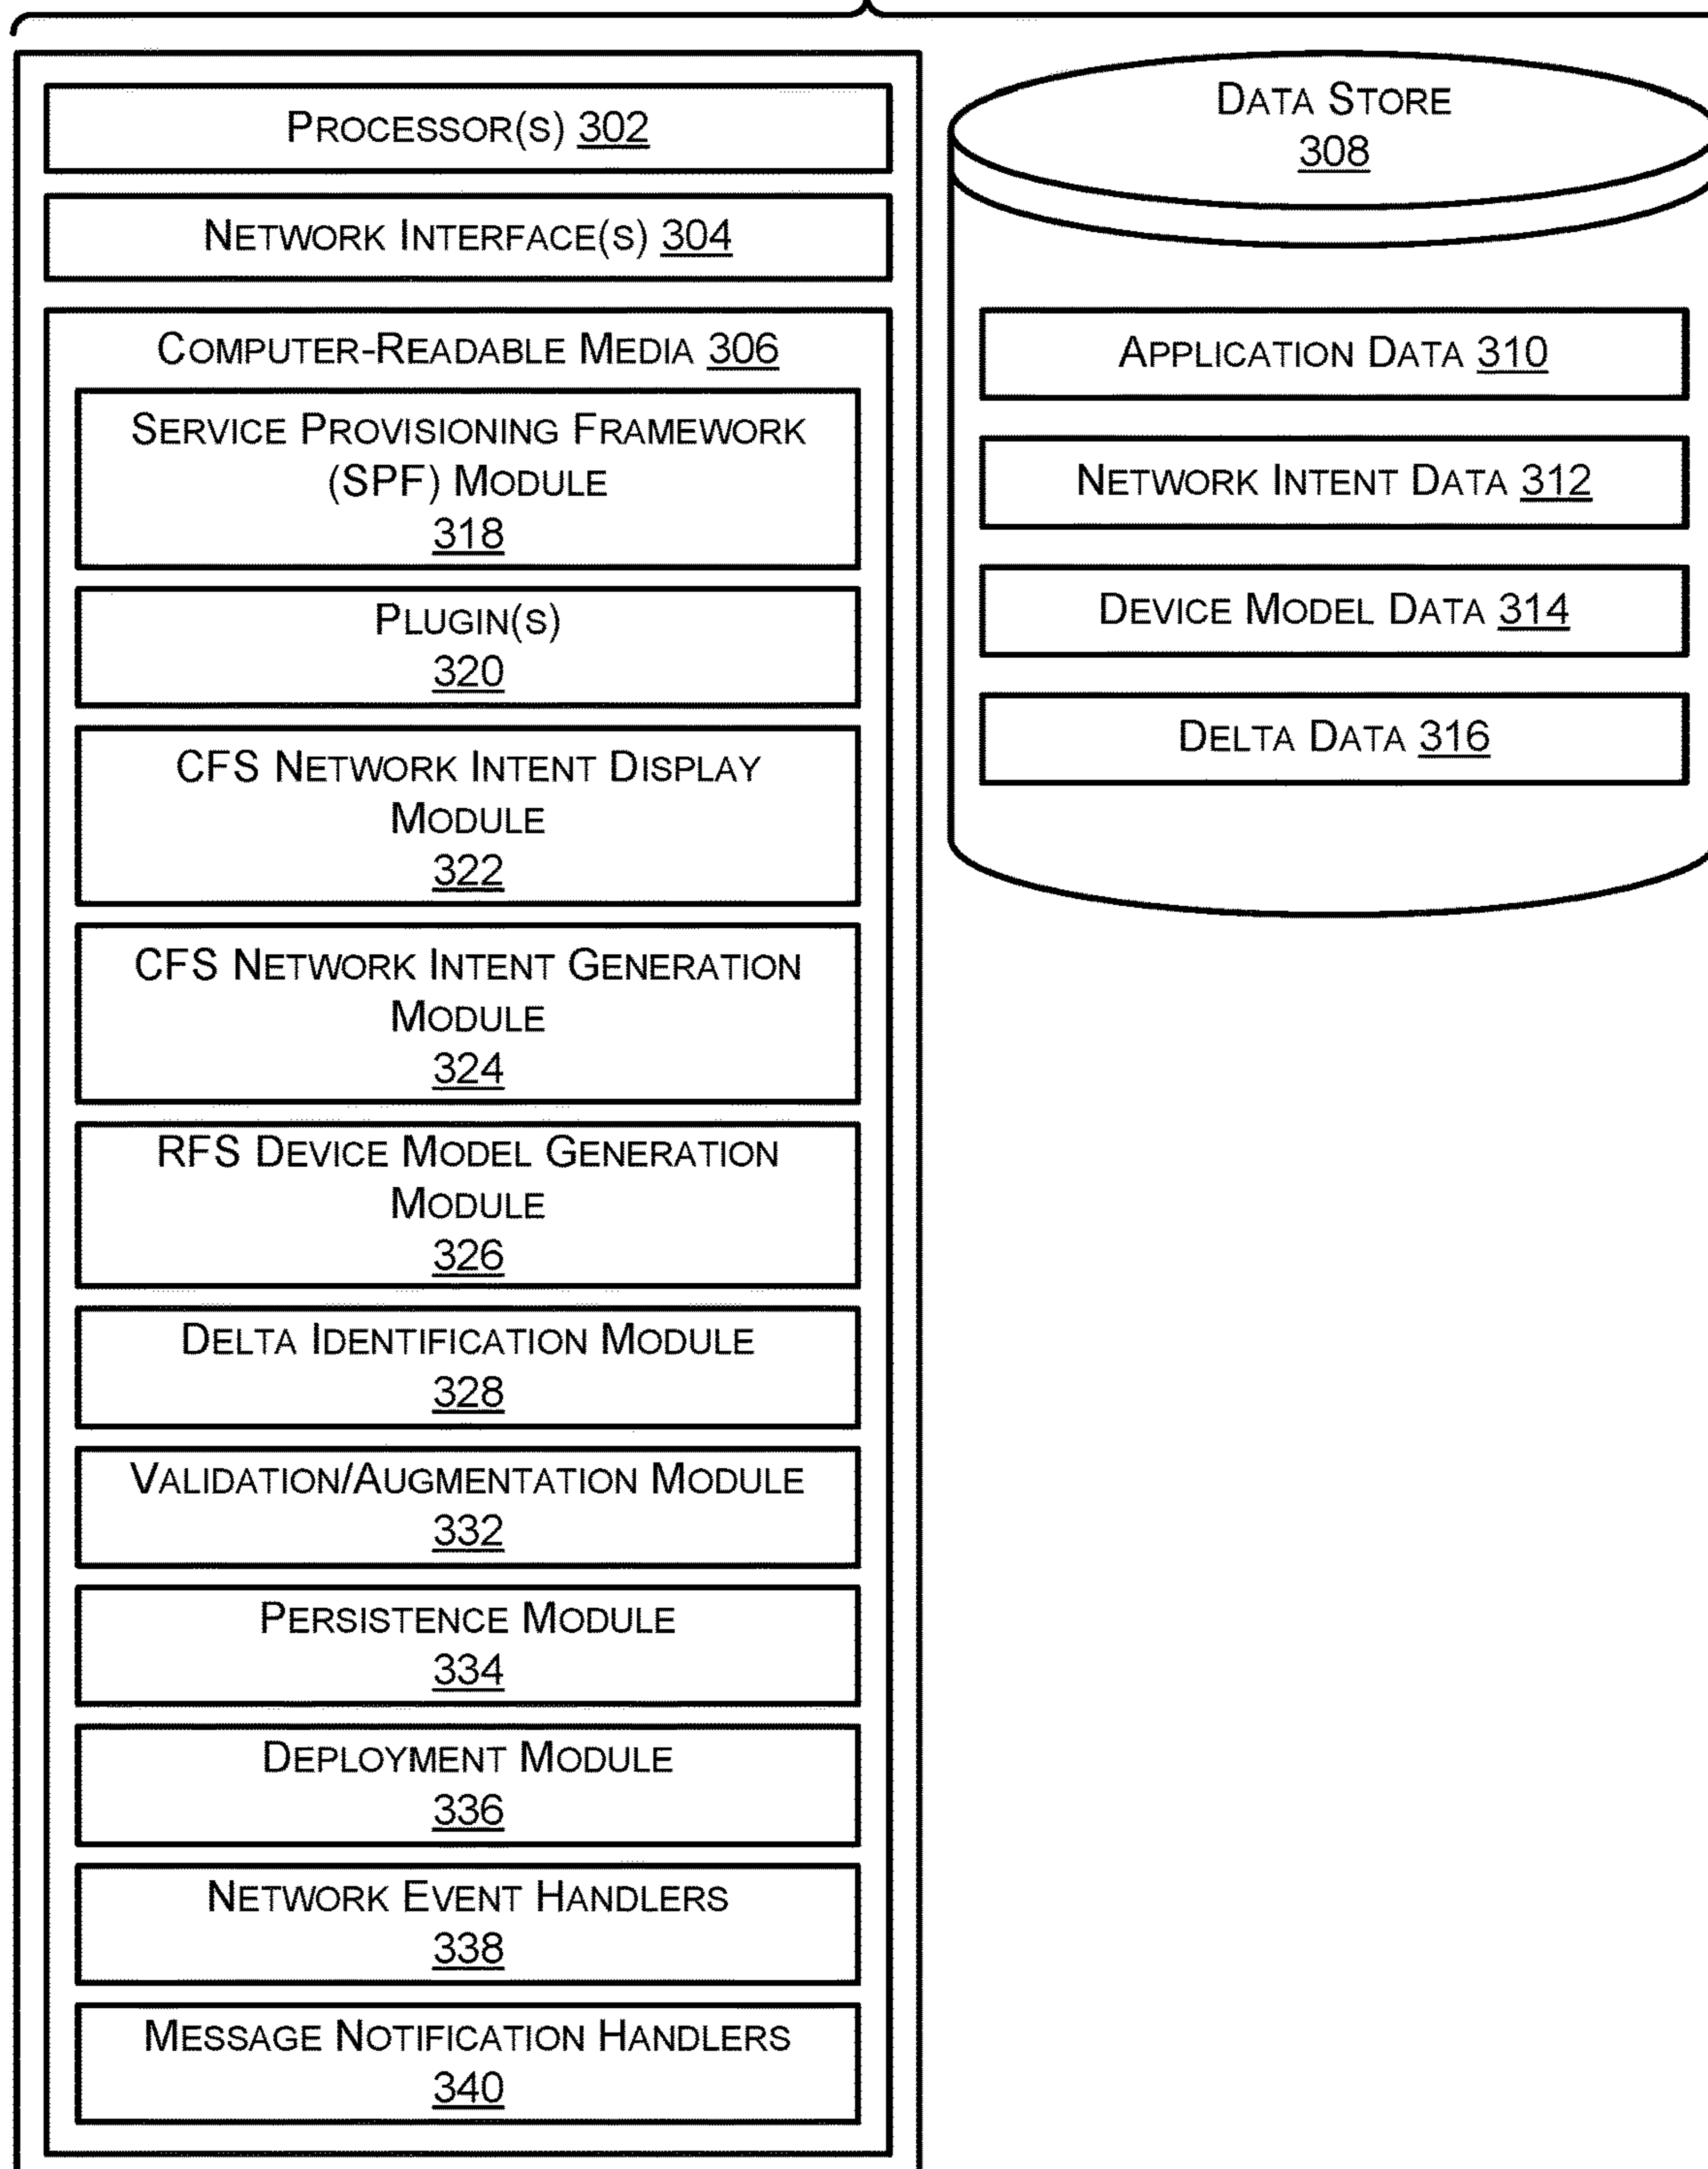 Processor(s) 302
Network Interface(s) 304
Computer-Readable Media 306
Service Provisioning Framework
(SPF) Module
318
Plugin(s)
320
CFS Network Intent Display
Module
322
CFS Network Intent Generation
Module
324
RFS Device Model Generation
Module
326
Delta Identification Module
328
Validation/Augmentation Module
332
Persistence Module
334
Deployment Module
336
Network Event Handlers
338
Message Notification Handlers
340
Data Store
308
Application Data 310
Network Intent Data 312
Device Model Data 314
Delta Data 316